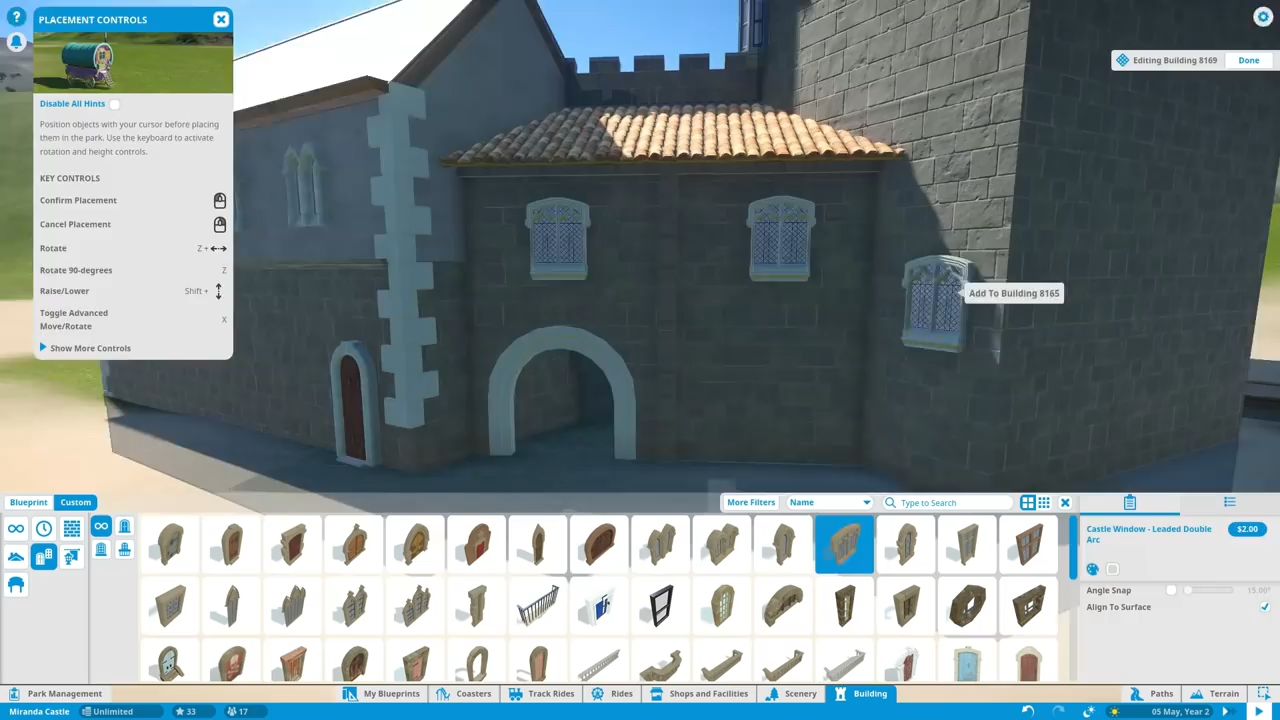 PLACEMENT CONTROLS
?
Disable All Hints
Position objects with your cursor before placing
them in the park. Use the keyboard to activate
rotation and height controls.
KEY CONTROLS
Confirm Placement
Cancel Placement
Rotate Z +
Rotate 90-degrees Z
Raise/Lower Shift +
Toggle Advanced
Move/Rotate X
Show More Controls
Editing Building 8169 Done
Add To Building 8165
Blueprint Custom
More Filters Name Type to Search
Castle Window - Leaded Double
Arc
$2.00
Angle Snap 15.00°
Align To Surface
Park Management My Blueprints Coasters Track Rides Rides Shops and Facilities Scenery Building Paths Terrain
Miranda Castle Unlimited 33 17 05 May, Year 2